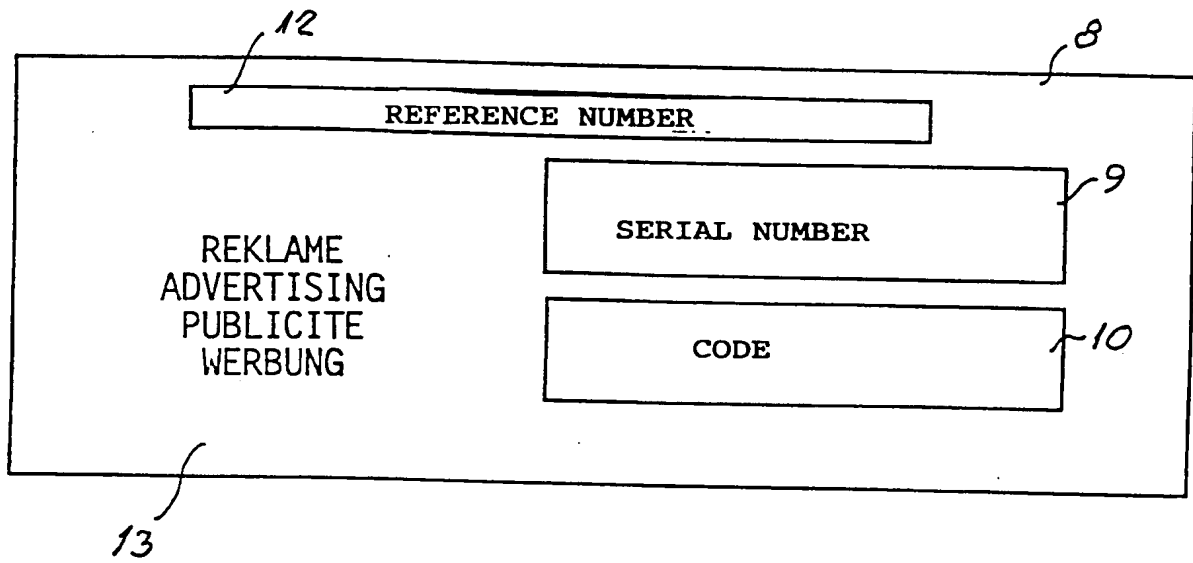 12
8
REFERENCE NUMBER
9
SERIAL NUMBER
REKLAME
ADVERTISING
PUBLICITE
WERBUNG
CODE
10
13